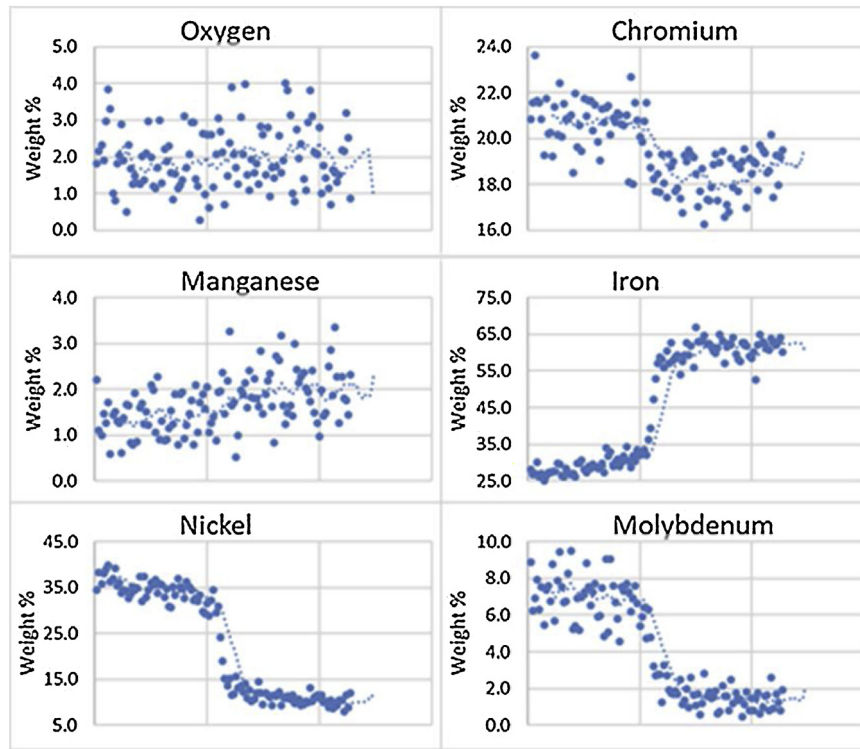 Oxygen
Weight %
5.0
4.0
3.0
2.0
1.0
0.0
Chromium
Weight %
24.0
22.0
20.0
18.0
16.0
Manganese
Weight %
4.0
3.0
2.0
1.0
0.0
Iron
Weight %
75.0
65.0
55.0
45.0
35.0
25.0
Nickel
Weight %
45.0
35.0
25.0
15.0
5.0
Molybdenum
Weight %
10.0
8.0
6.0
4.0
2.0
0.0